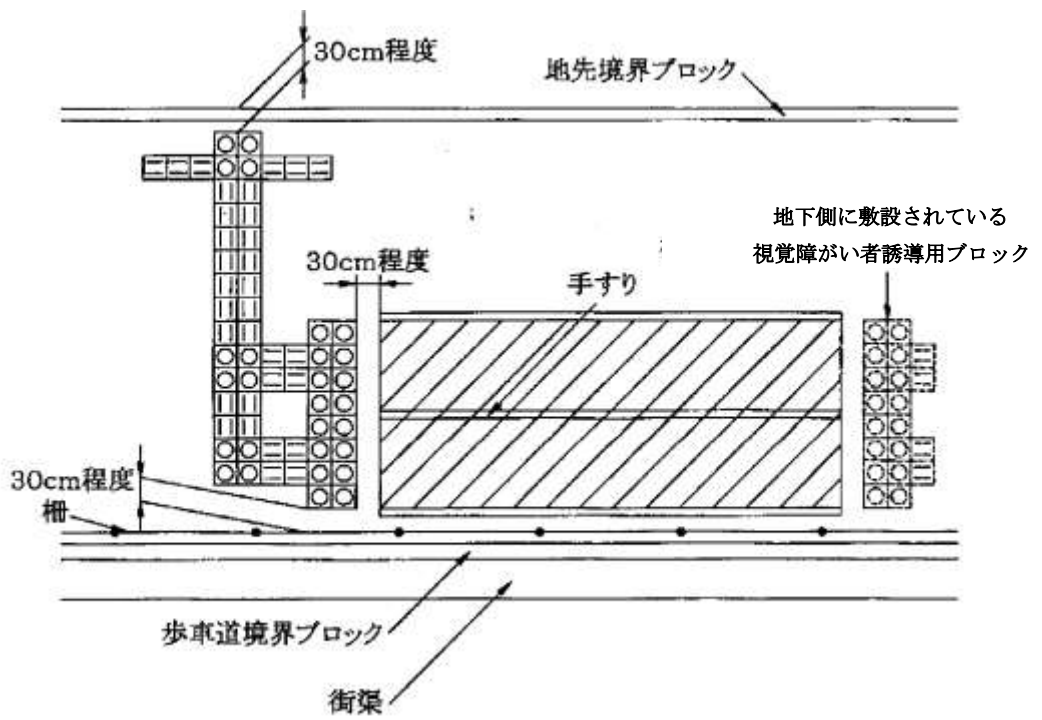 30cm程度
地先境界ブロック
地下側に敷設されている
視覚障がい者誘導用ブロック
30cm程度
手すり
30cm程度
柵
歩車道境界ブロック
街渠